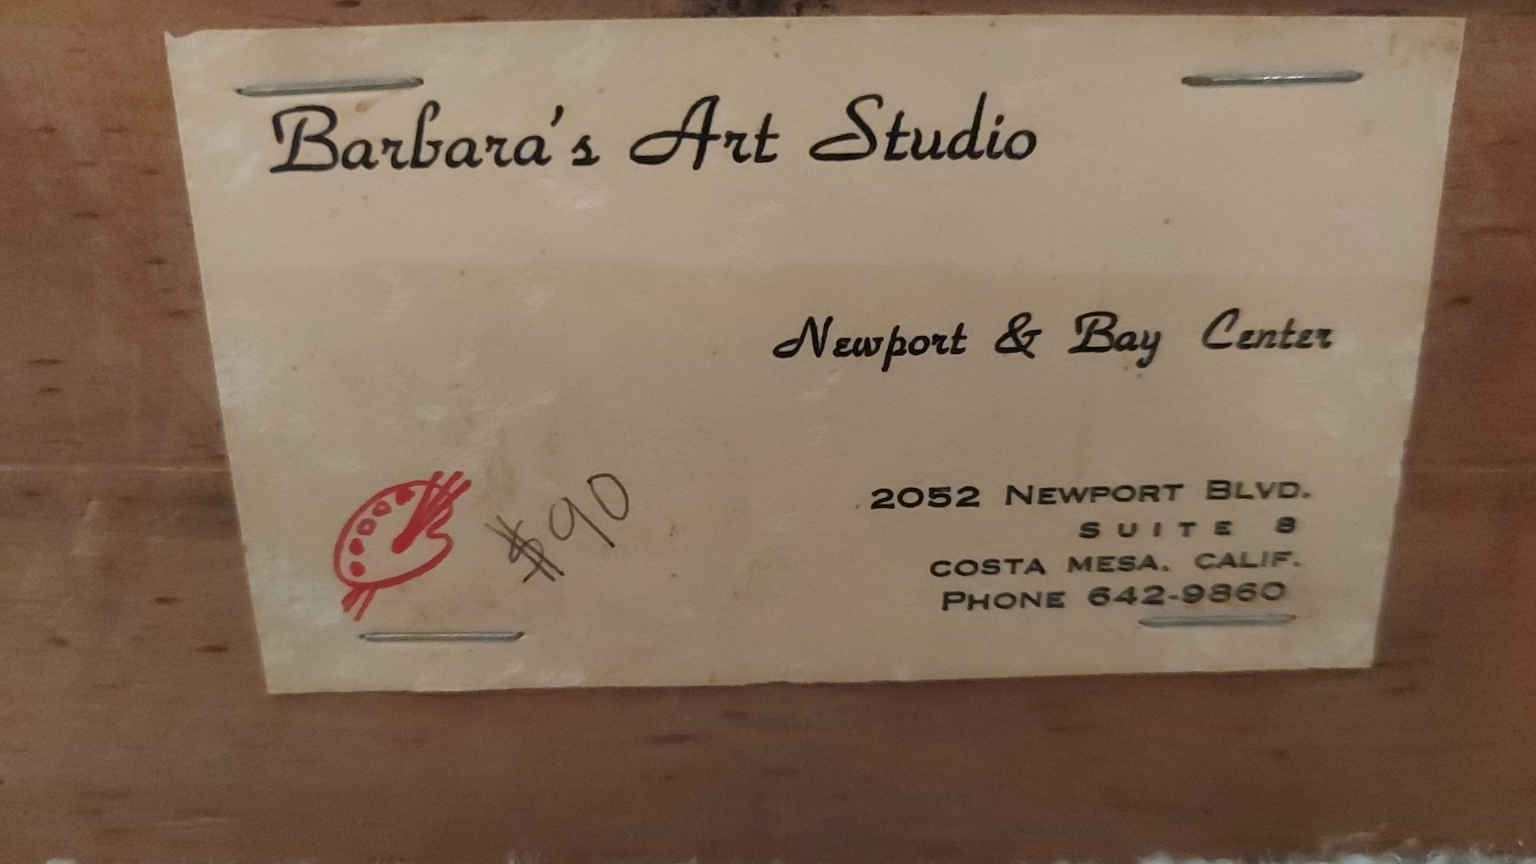 Barbara's Art Studio
Newport & Bay Center
$90
2052 NEWPORT BLVD.
SUITE 8
COSTA MESA. CALIF.
PHONE 642-9860